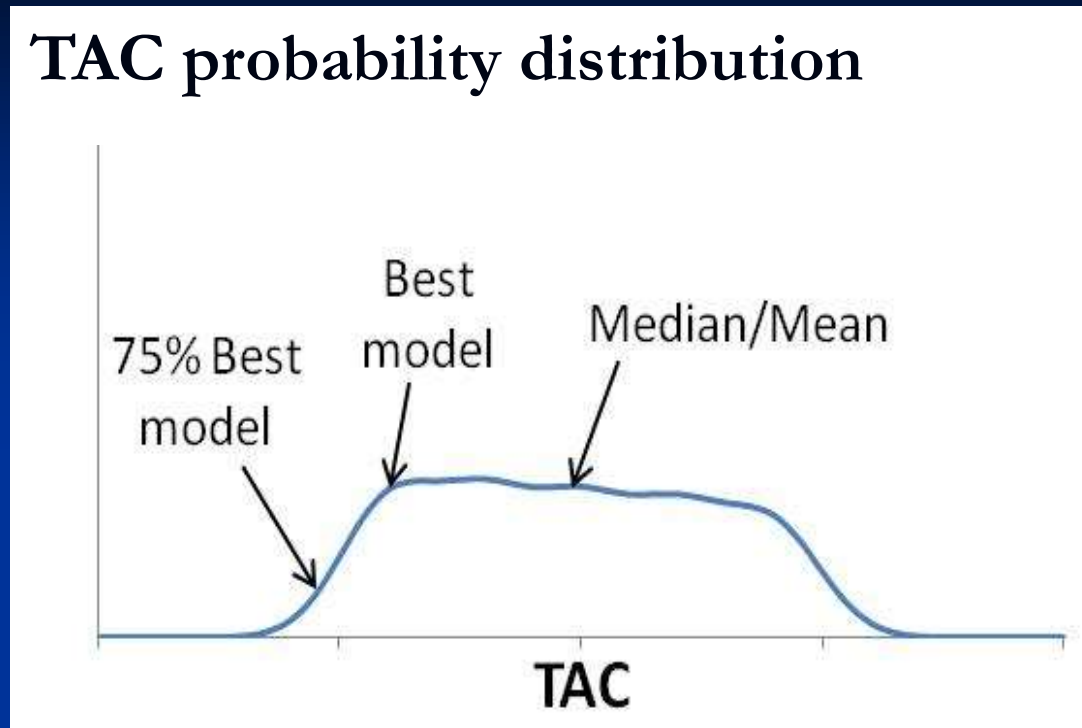 TAC probability distribution
Best
model
Median/Mean
75% Best
model
TAC